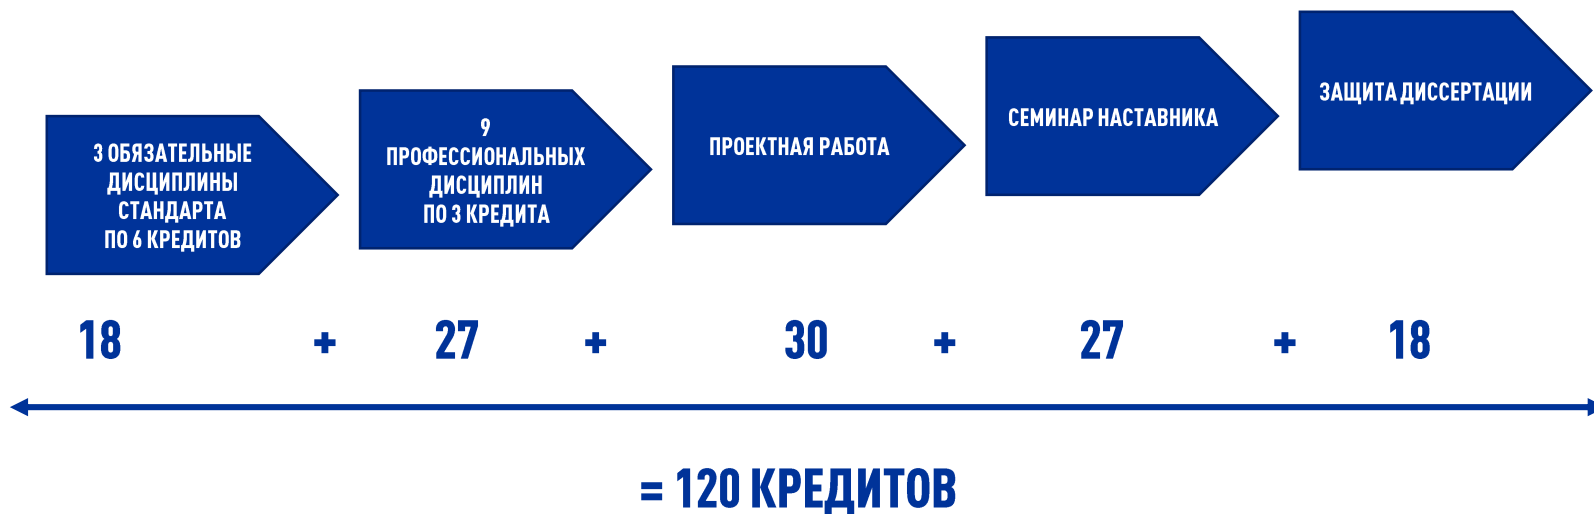 3 ОБЯЗАТЕЛЬНЫЕ
ДИСЦИПЛИНЫ
СТАНДАРТА
ПО 6 КРЕДИТОВ
9
ПРОФЕССИОНАЛЬНЫХ
ДИСЦИПЛИН
ПО 3 КРЕДИТА
ПРОЕКТНАЯ РАБОТА
СЕМИНАР НАСТАВНИКА
ЗАЩИТА ДИССЕРТАЦИИ
18 + 27 + 30 + 27 + 18
= 120 КРЕДИТОВ